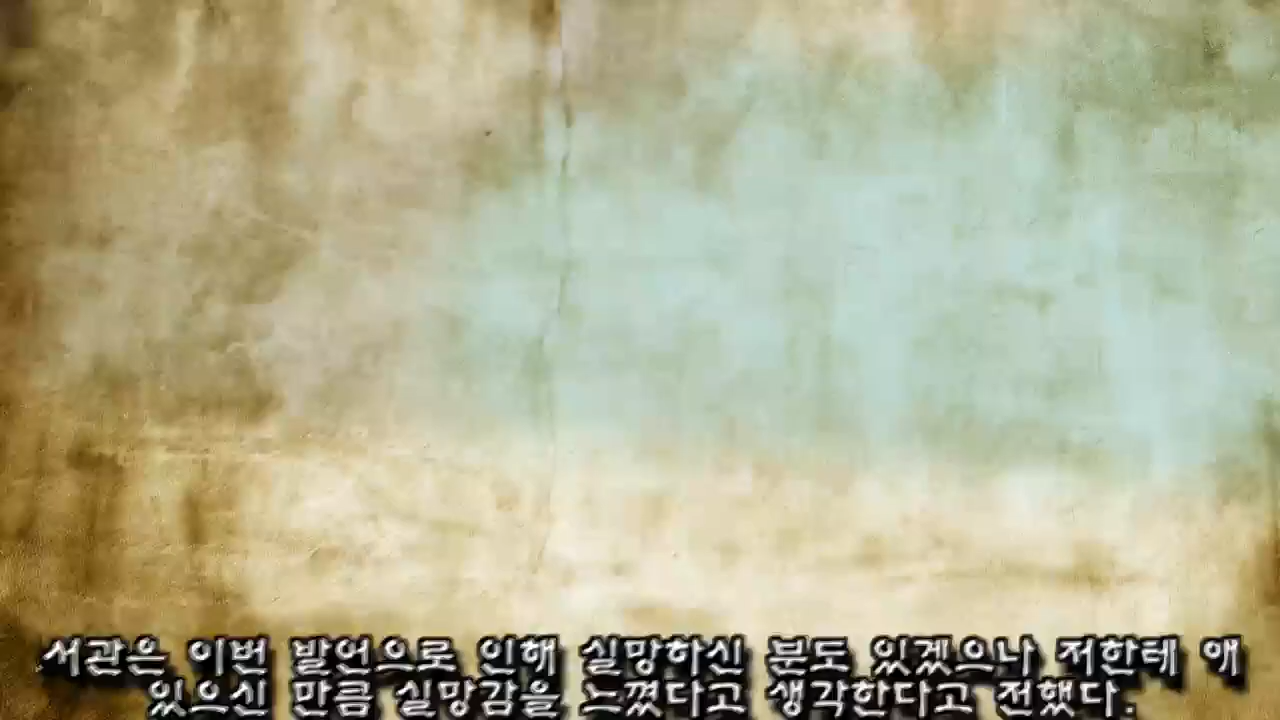 서관은 이번 발언으로 인해 실망하신 분도 있겠으나 저한테 애
있으신 만큼 실망감을 느꼈다고 생각한다고 전했다.